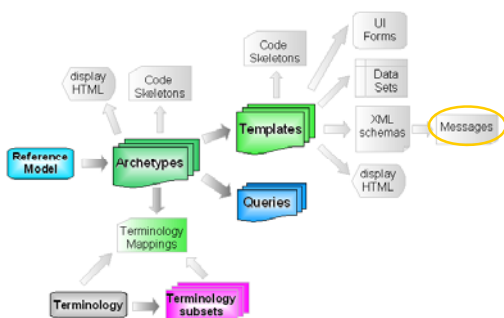 UI
Forms
Code
Skeletons
display
HTML
Code
Skeletons
Data
Sets
Templates
XML
schemas
Messages
Reference
Model
Archetypes
display
HTML
Queries
Terminology
Mappings
Terminology
Terminology
subsets